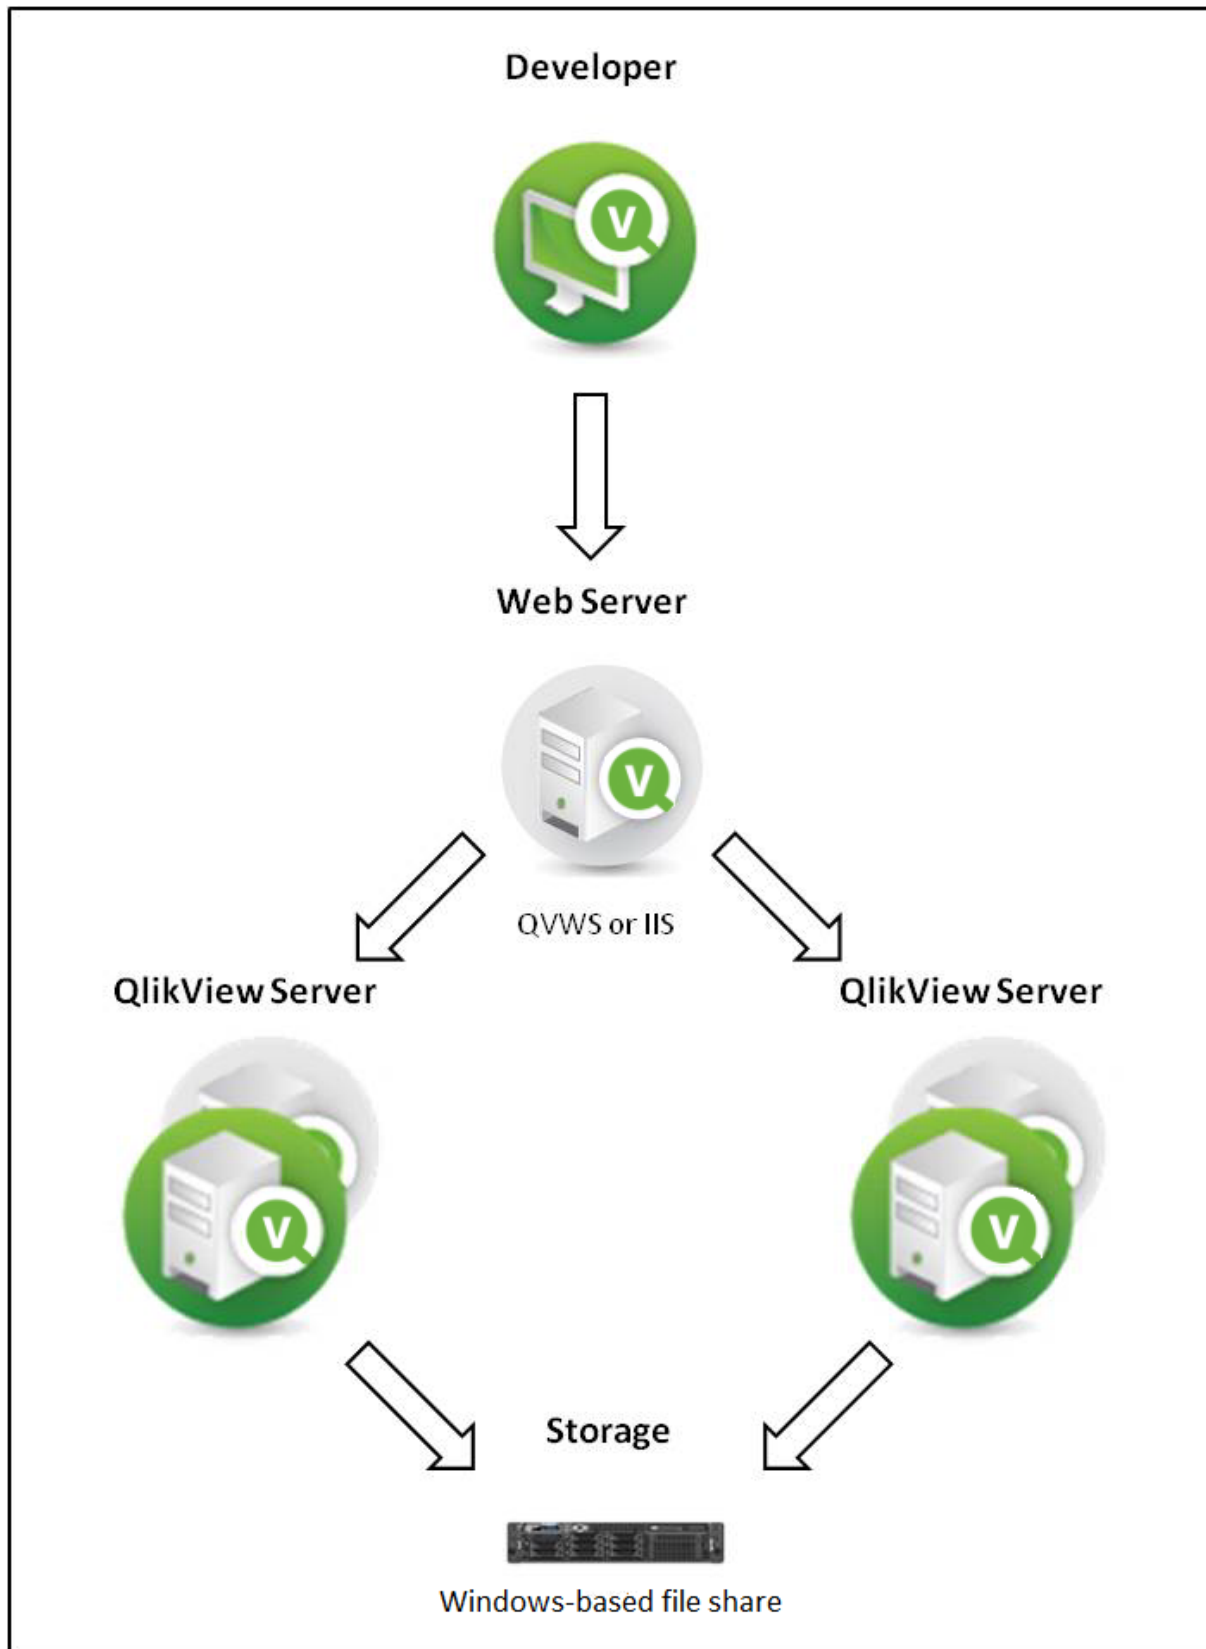 Developer
V
Web Server
V
QVWS or IIS
QlikView Server
QlikView Server
V
V
Storage
Windows-based file share